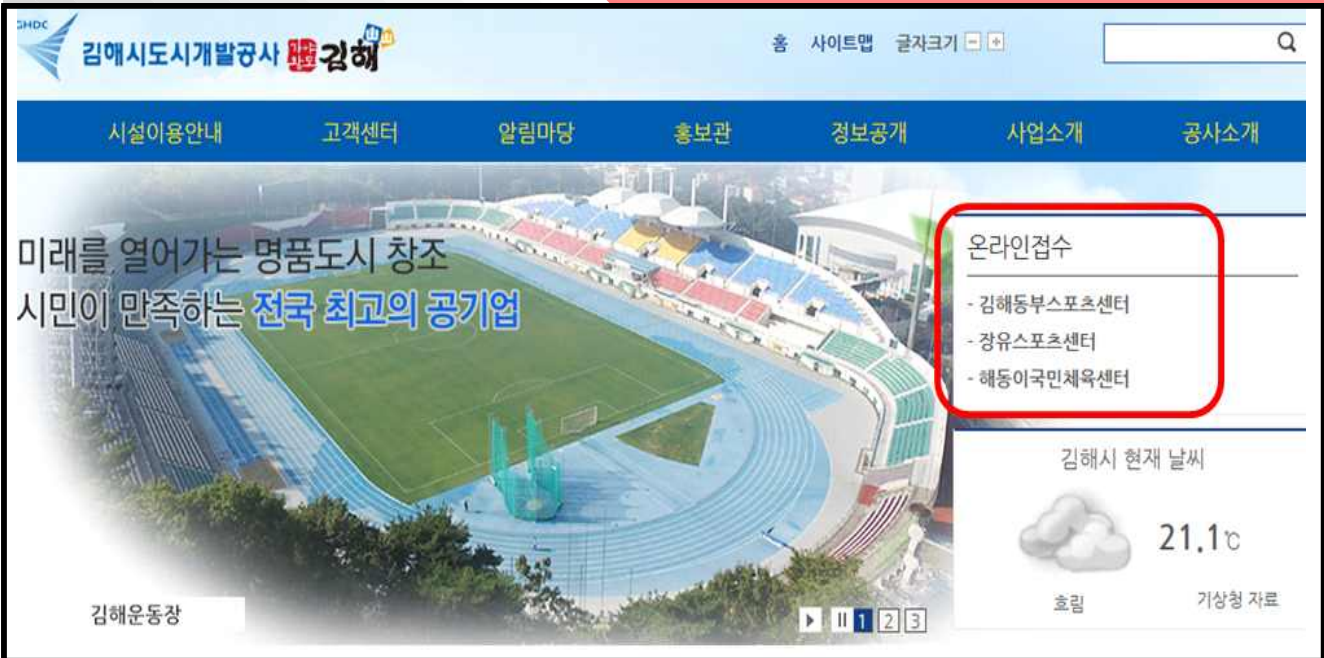 GHDC
김해시도시개발공사 가야왕도 김해
홈 사이트맵 글자크기 - +
시설이용안내 고객센터 알림마당 홍보관 정보공개 사업소개 공사소개
미래를 열어가는 명품도시 창조
시민이 만족하는 전국 최고의 공기업
온라인접수
- 김해동부스포츠센터
- 장유스포츠센터
- 해동이국민체육센터
김해시 현재 날씨
21.1℃
흐림 기상청 자료
김해운동장
1 2 3